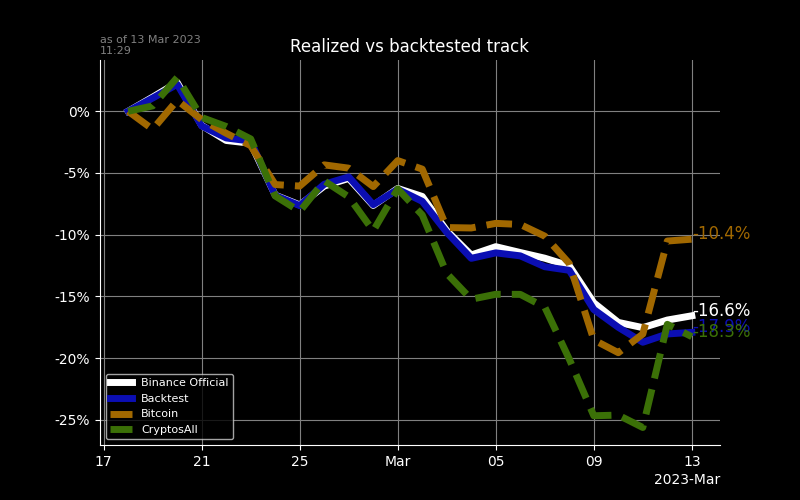 as of 13 Mar 2023
11:29
Realized vs backtested track
0%
-5%
-10%
-15%
-20%
-25%
-10.4%
-16.6%
-18.3%
Binance Official
Backtest
Bitcoin
CryptosAll
17
21
25
Mar
05
09
13
2023-Mar